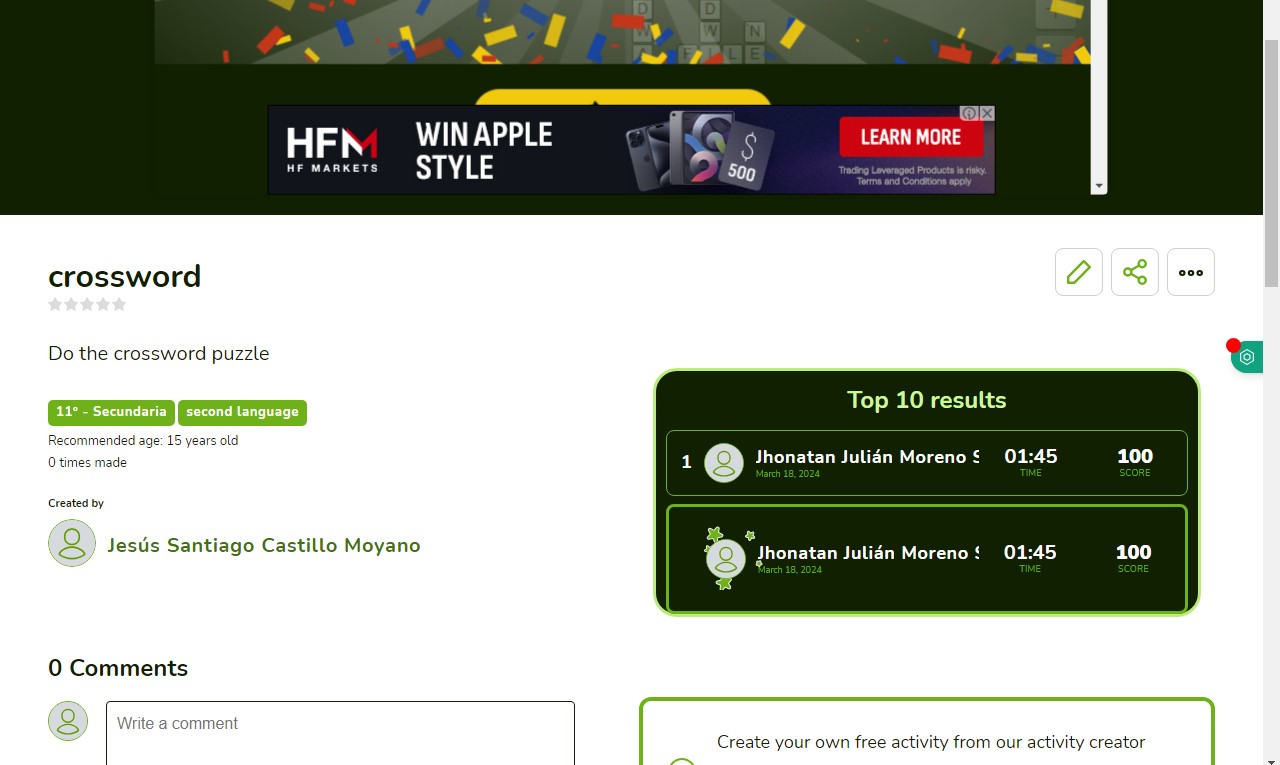 HFM
HF MARKETS
WIN APPLE
STYLE
$
500
LEARN MORE
Trading Leveraged Products is risky.
Terms and Conditions apply
crossword
Do the crossword puzzle
11º - Secundaria second language
Recommended age: 15 years old
0 times made
Created by
Jesús Santiago Castillo Moyano
Top 10 results
1 Jhonatan Julián Moreno S 01:45 100
March 18, 2024 TIME SCORE
Jhonatan Julián Moreno S 01:45 100
March 18, 2024 TIME SCORE
0 Comments
Write a comment
Create your own free activity from our activity creator